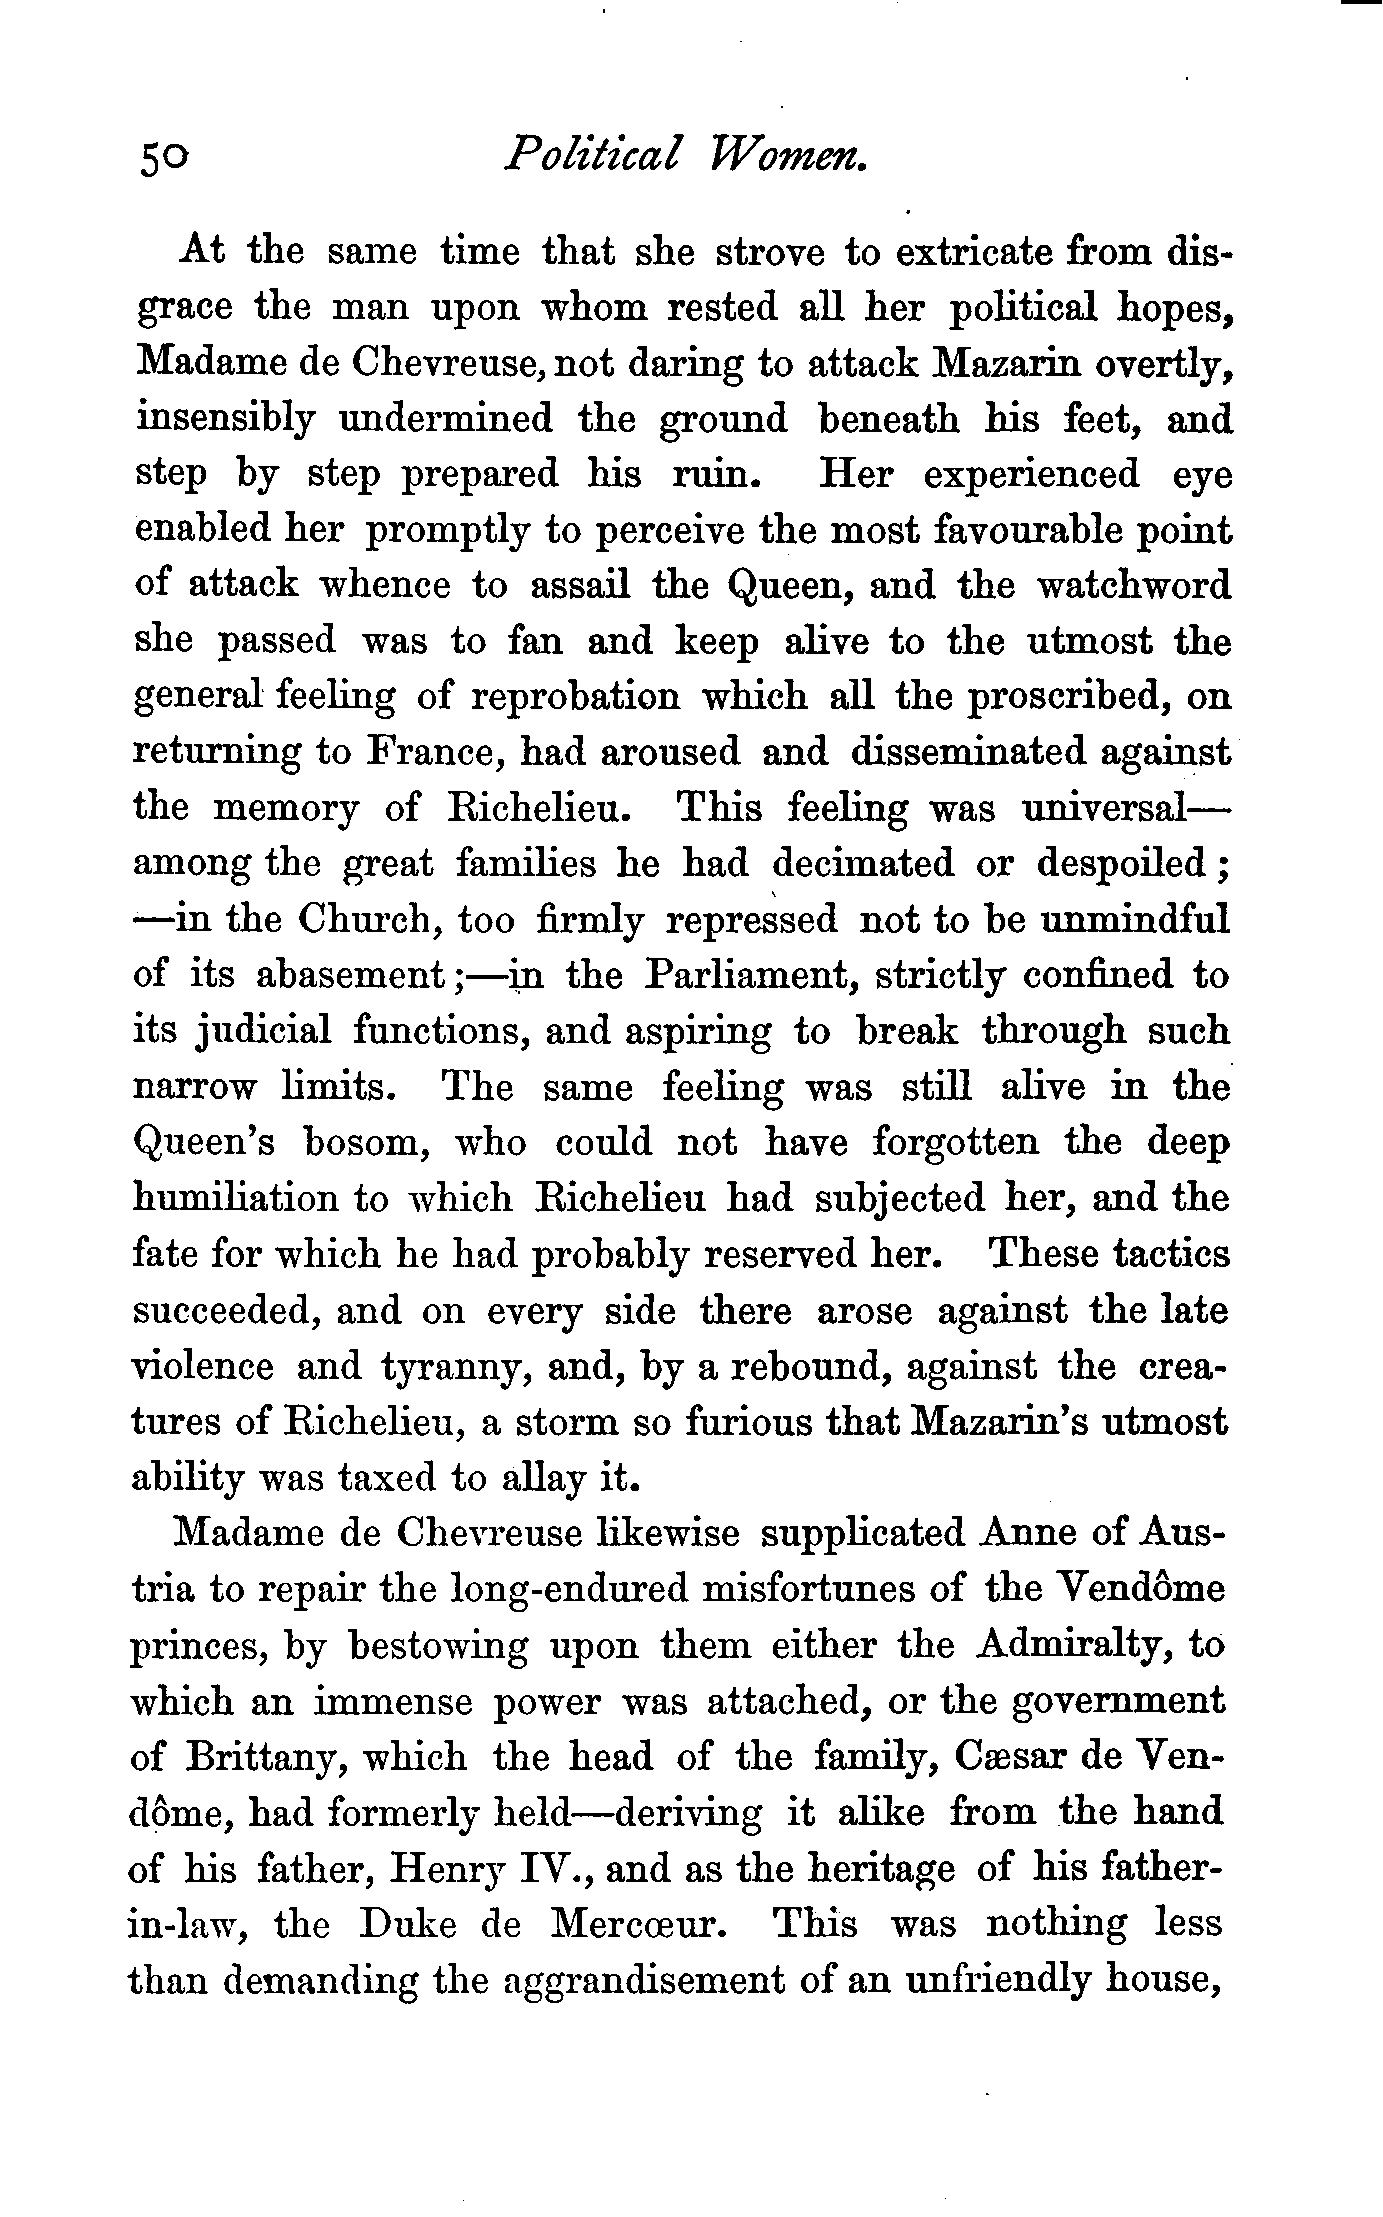 50 Political Women.
At the same time that she strove to extricate from dis-
grace the man upon whom rested all her political hopes,
Madame de Chevreuse, not daring to attack Mazarin overtly,
insensibly undermined the ground beneath his feet, and
step by step prepared his ruin. Her experienced eye
enabled her promptly to perceive the most favourable point
of attack whence to assail the Queen, and the watchword
she passed was to fan and keep alive to the utmost the
general feeling of reprobation which all the proscribed, on
returning to France, had aroused and disseminated against
the memory of Richelieu. This feeling was universal—
among the great families he had decimated or despoiled ;
—in the Church, too firmly repressed not to be unmindful
of its abasement ;—in the Parliament, strictly confined to
its judicial functions, and aspiring to break through such
narrow limits. The same feeling was still alive in the
Queen's bosom, who could not have forgotten the deep
humiliation to which Richelieu had subjected her, and the
fate for which he had probably reserved her. These tactics
succeeded, and on every side there arose against the late
violence and tyranny, and, by a rebound, against the crea-
tures of Richelieu, a storm so furious that Mazarin's utmost
ability was taxed to allay it.
Madame de Chevreuse likewise supplicated Anne of Aus-
tria to repair the long-endured misfortunes of the Vendôme
princes, by bestowing upon them either the Admiralty, to
which an immense power was attached, or the government
of Brittany, which the head of the family, Cæsar de Ven-
dôme, had formerly held—deriving it alike from the hand
of his father, Henry IV., and as the heritage of his father-
in-law, the Duke de Mercœur. This was nothing less
than demanding the aggrandisement of an unfriendly house,